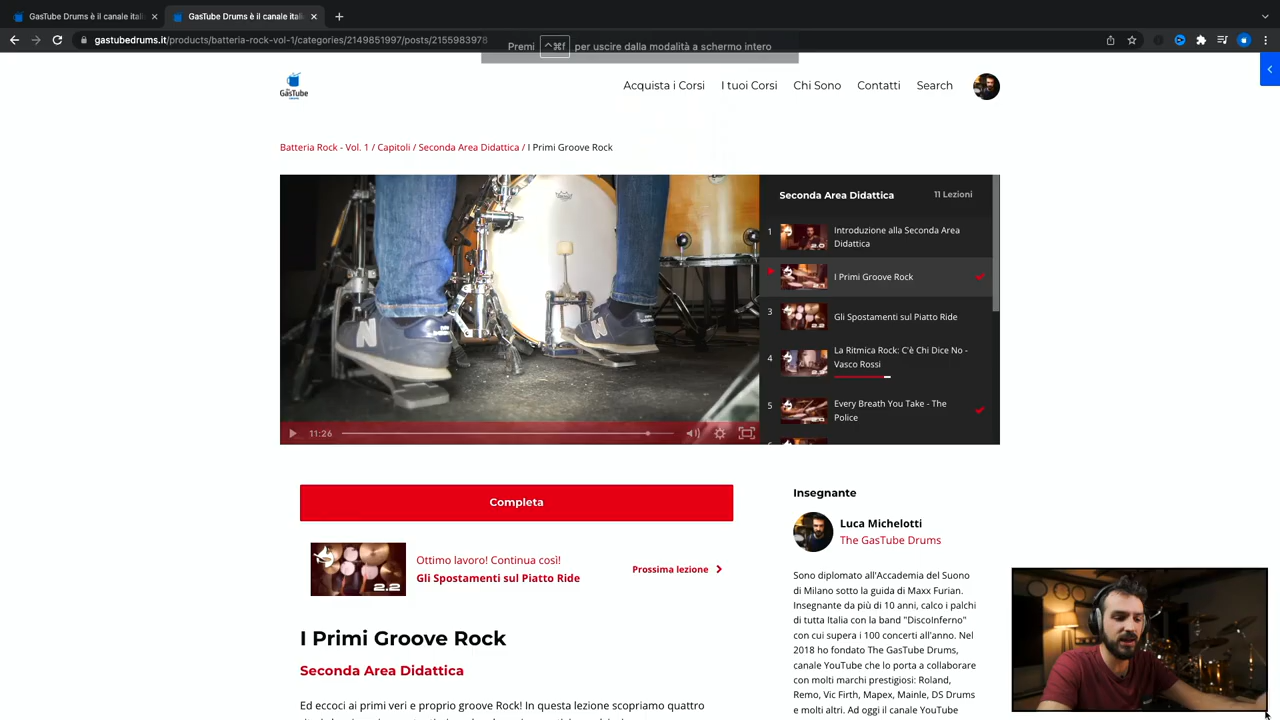 GasTube Drums è il canale itali
GasTube Drums è il canale itali
gastubedrums.it/products/batteria-rock-vol-1/categories/2149851997/posts/2155983978
Premi ^⌘f per uscire dalla modalità a schermo intero
GasTube
Acquista i Corsi
I tuoi Corsi
Chi Sono
Contatti
Search
Batteria Rock - Vol. 1 / Capitoli / Seconda Area Didattica / I Primi Groove Rock
Seconda Area Didattica
11 Lezioni
1
Introduzione alla Seconda Area
Didattica
I Primi Groove Rock
3
Gli Spostamenti sul Piatto Ride
4
La Ritmica Rock: C'è Chi Dice No -
Vasco Rossi
5
Every Breath You Take - The
Police
11:26
Completa
2.2
Ottimo lavoro! Continua così!
Gli Spostamenti sul Piatto Ride
Prossima lezione
I Primi Groove Rock
Seconda Area Didattica
Ed eccoci ai primi veri e proprio groove Rock! In questa lezione scopriamo quattro
Insegnante
Luca Michelotti
The GasTube Drums
Sono diplomato all'Accademia del Suono
di Milano sotto la guida di Maxx Furian.
Insegnante da più di 10 anni, calco i palchi
di tutta Italia con la band "DiscoInferno"
con cui supera i 100 concerti all'anno. Nel
2018 ho fondato The GasTube Drums,
canale YouTube che lo porta a collaborare
con molti marchi prestigiosi: Roland,
Remo, Vic Firth, Mapex, Mainle, DS Drums
e molti altri. Ad oggi il canale YouTube